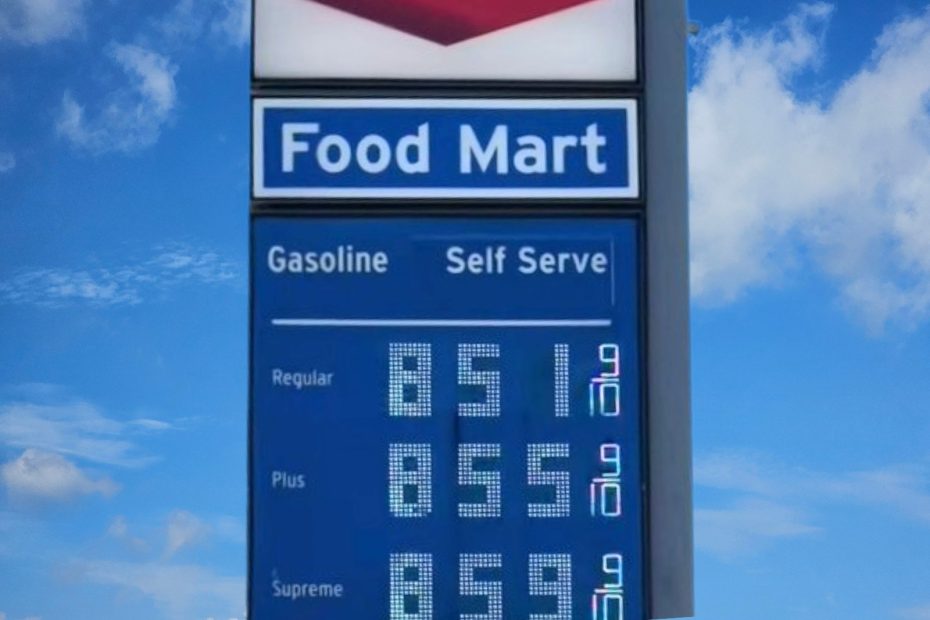 Food Mart
Gasoline Self Serve
Regular 851 9/10
Plus 855 9/10
Supreme 859 9/10